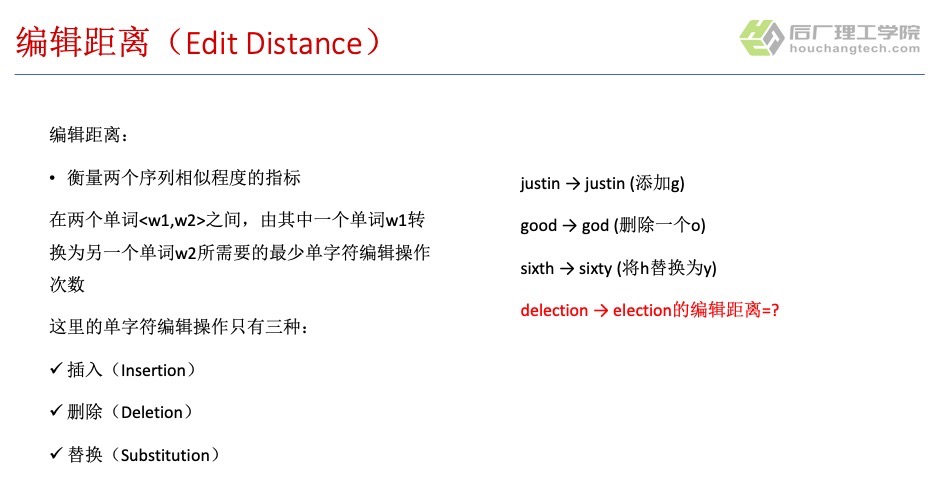 编辑距离（Edit Distance）
后厂理工学院
houchangtech.com
编辑距离：
• 衡量两个序列相似程度的指标
在两个单词<w1,w2>之间，由其中一个单词w1转
换为另一个单词w2所需要的最少单字符编辑操作
次数
这里的单字符编辑操作只有三种：
✓ 插入（Insertion）
✓ 删除（Deletion）
✓ 替换（Substitution）
justin → justin (添加g)
good → god (删除一个o)
sixth → sixty (将h替换为y)
delection → election的编辑距离=?